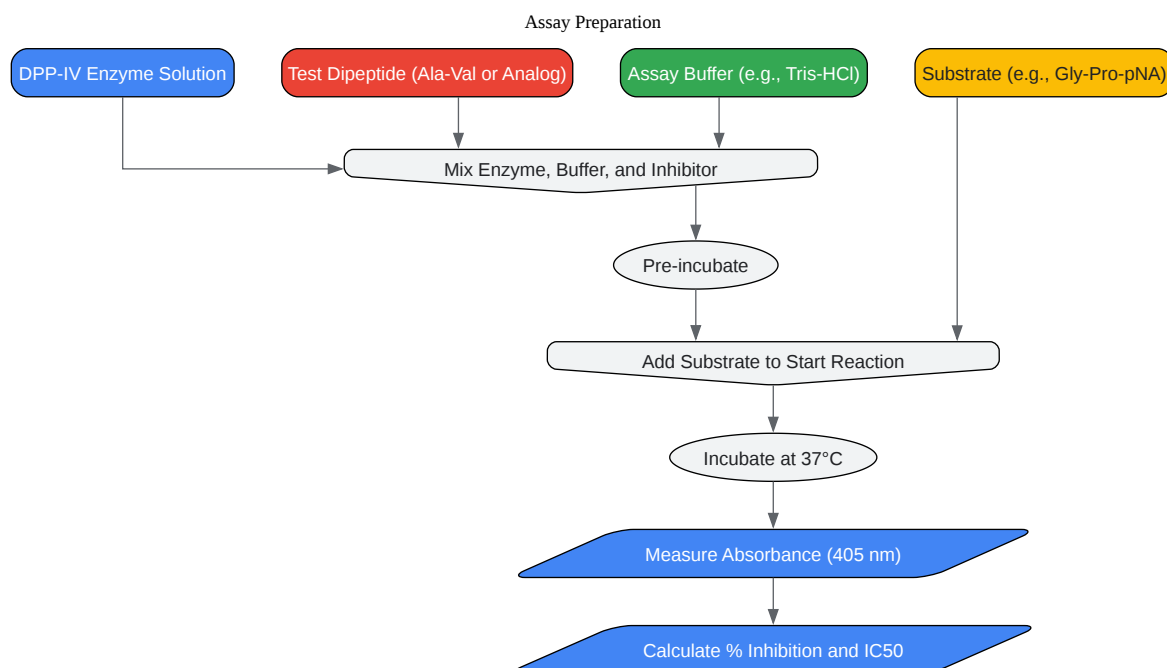 Assay Preparation
DPP-IV Enzyme Solution
Test Dipeptide (Ala-Val or Analog)
Assay Buffer (e.g., Tris-HCl)
Substrate (e.g., Gly-Pro-pNA)
Mix Enzyme, Buffer, and Inhibitor
Pre-incubate
Add Substrate to Start Reaction
Incubate at 37°C
Measure Absorbance (405 nm)
Calculate % Inhibition and IC50